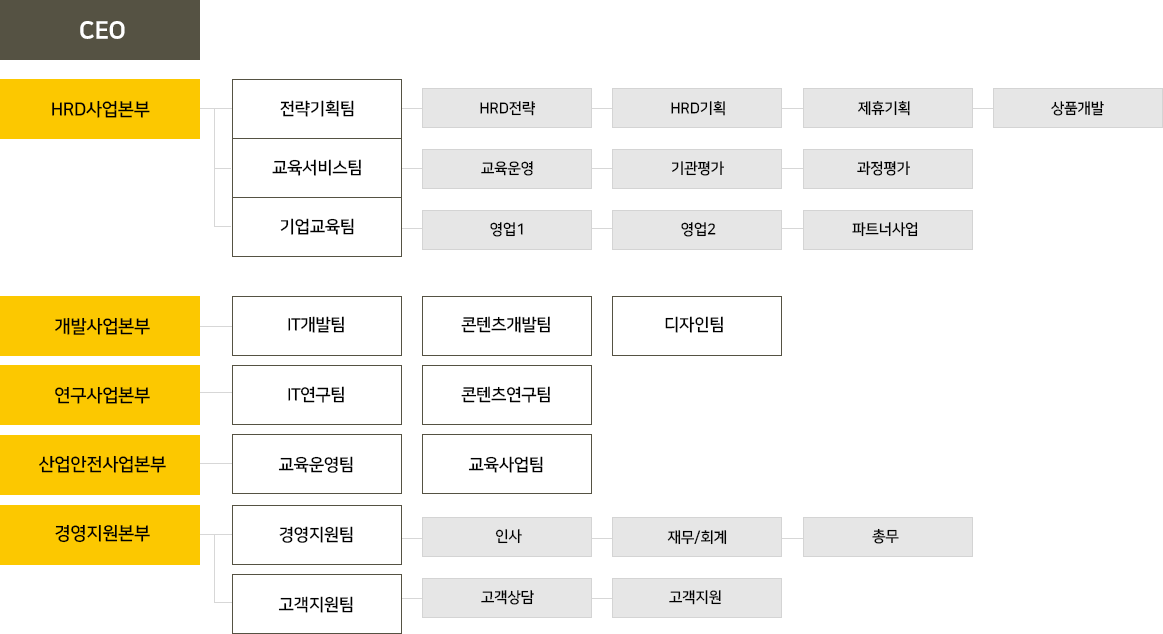 CEO
HRD사업본부
전략기획팀
HRD전략
HRD기획
제휴기획
상품개발
교육서비스팀
교육운영
기관평가
과정평가
기업교육팀
영업1
영업2
파트너사업
개발사업본부
IT개발팀
콘텐츠개발팀
디자인팀
연구사업본부
IT연구팀
콘텐츠연구팀
산업안전사업본부
교육운영팀
교육사업팀
경영지원본부
경영지원팀
인사
재무/회계
총무
고객지원팀
고객상담
고객지원